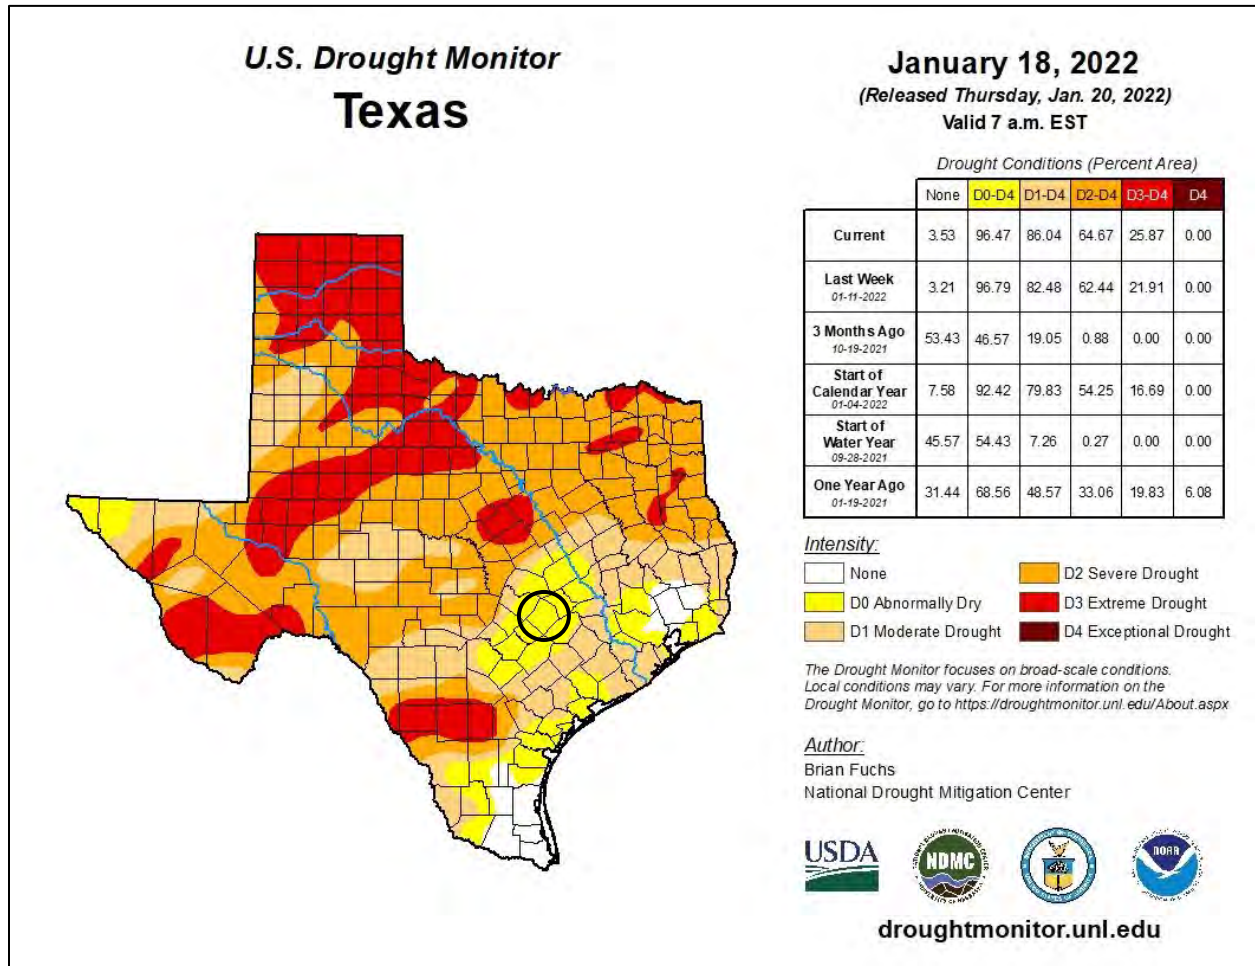 U.S. Drought Monitor
Texas
January 18, 2022
(Released Thursday, Jan. 20, 2022)
Valid 7 a.m. EST
Drought Conditions (Percent Area)
None D0-D4 D1-D4 D2-D4 D3-D4 D4
Current 3.53 96.47 86.04 64.67 25.87 0.00
Last Week
01-11-2022 3.21 96.79 82.48 62.44 21.91 0.00
3 Months Ago
10-19-2021 53.43 46.57 19.05 0.88 0.00 0.00
Start of
Calendar Year
01-04-2022 7.58 92.42 79.83 54.25 16.69 0.00
Start of
Water Year
09-28-2021 45.57 54.43 7.26 0.27 0.00 0.00
One Year Ago
01-19-2021 31.44 68.56 48.57 33.06 19.83 6.08
Intensity:
None
D0 Abnormally Dry
D1 Moderate Drought
D2 Severe Drought
D3 Extreme Drought
D4 Exceptional Drought
The Drought Monitor focuses on broad-scale conditions.
Local conditions may vary. For more information on the
Drought Monitor, go to https://droughtmonitor.unl.edu/About.aspx
Author:
Brian Fuchs
National Drought Mitigation Center
USDA
NDMC
NOAA
droughtmonitor.unl.edu